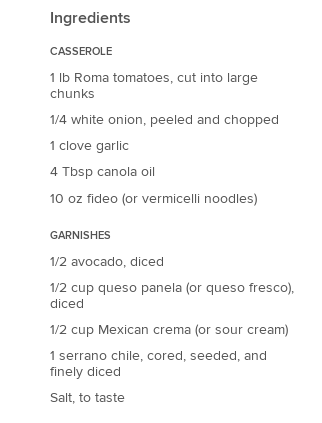 Ingredients
CASSEROLE
1 lb Roma tomatoes, cut into large
chunks
1/4 white onion, peeled and chopped
1 clove garlic
4 Tbsp canola oil
10 oz fideo (or vermicelli noodles)
GARNISHES
1/2 avocado, diced
1/2 cup queso panela (or queso fresco),
diced
1/2 cup Mexican crema (or sour cream)
1 serrano chile, cored, seeded, and
finely diced
Salt, to taste